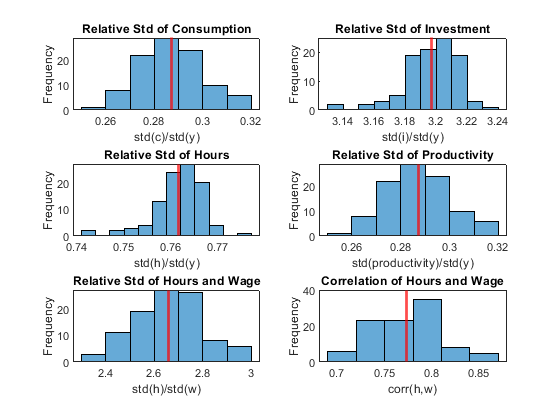 Relative Std of Consumption
Frequency
20
10
0
0.26 0.28 0.3 0.32
std(c)/std(y)
Relative Std of Investment
Frequency
20
10
0
3.14 3.16 3.18 3.2 3.22 3.24
std(i)/std(y)
Relative Std of Hours
Frequency
20
10
0
0.74 0.75 0.76 0.77
std(h)/std(y)
Relative Std of Productivity
Frequency
20
10
0
0.26 0.28 0.3 0.32
std(productivity)/std(y)
Relative Std of Hours and Wage
Frequency
20
10
0
2.4 2.6 2.8 3
std(h)/std(w)
Correlation of Hours and Wage
Frequency
40
20
0
0.7 0.75 0.8 0.85
corr(h,w)